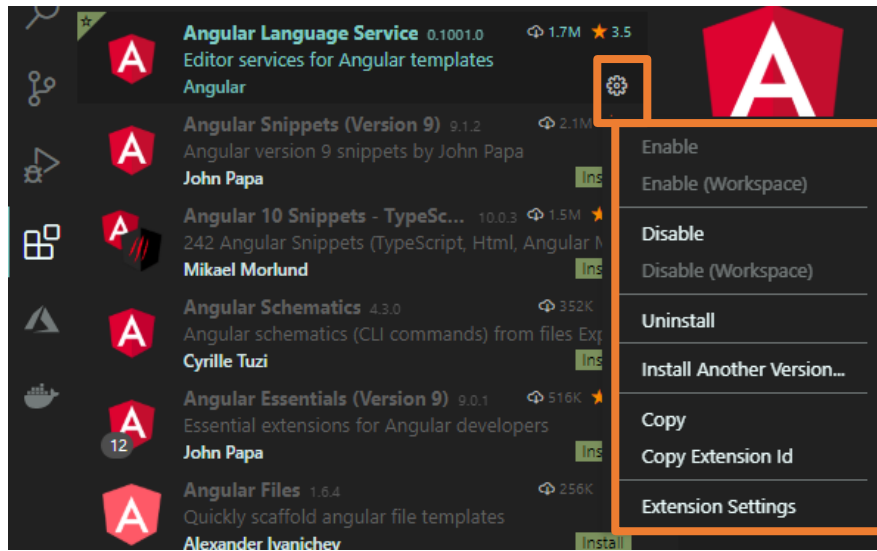 Angular Language Service 0.1001.0 1.7M 3.5
Editor services for Angular templates
Angular
Angular Snippets (Version 9) 9.1.2 2.1M
Angular version 9 snippets by John Papa
John Papa
Angular 10 Snippets - TypeSc... 10.0.3 1.5M
242 Angular Snippets (TypeScript, Html, Angular
Mikael Morlund
Angular Schematics 4.3.0 352K
Angular schematics (CLI commands) from files
Cyrille Tuzi
Angular Essentials (Version 9) 9.0.1 516K
Essential extensions for Angular developers
12
John Papa
Angular Files 1.6.4 256K
Quickly scaffold angular file templates
Alexander Ivanichev Install
Enable
Enable (Workspace)
Disable
Disable (Workspace)
Uninstall
Install Another Version...
Copy
Copy Extension Id
Extension Settings